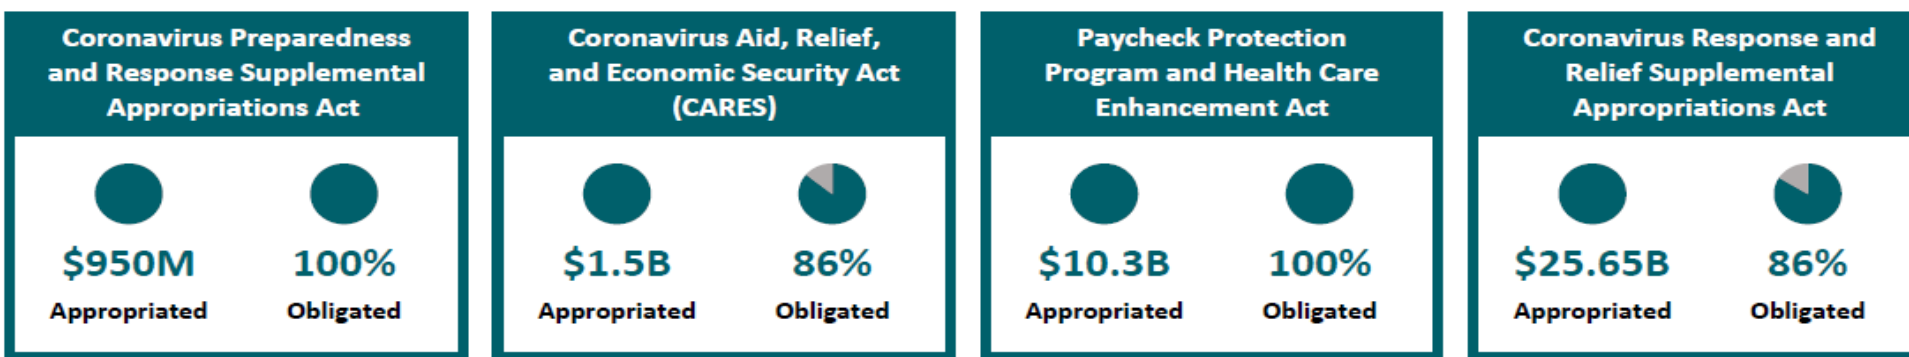 Coronavirus Preparedness
and Response Supplemental
Appropriations Act
$950M
100%
Appropriated
Obligated
Coronavirus Aid, Relief,
and Economic Security Act
(CARES)
$1.5B
86%
Appropriated
Obligated
Paycheck Protection
Program and Health Care
Enhancement Act
$10.3B
100%
Appropriated
Obligated
Coronavirus Response and
Relief Supplemental
Appropriations Act
$25.65B
86%
Appropriated
Obligated